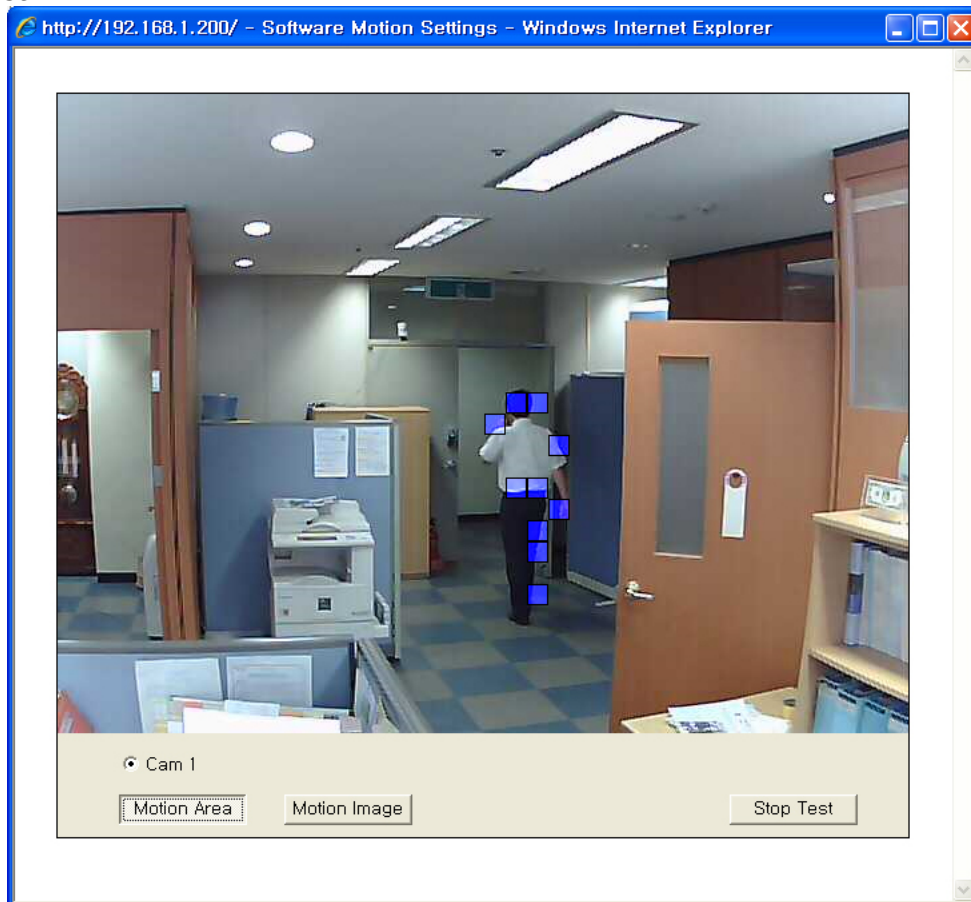 http://192.168.1.200/ - Software Motion Settings - Windows Internet Explorer
Cam 1
Motion Area
Motion Image
Stop Test